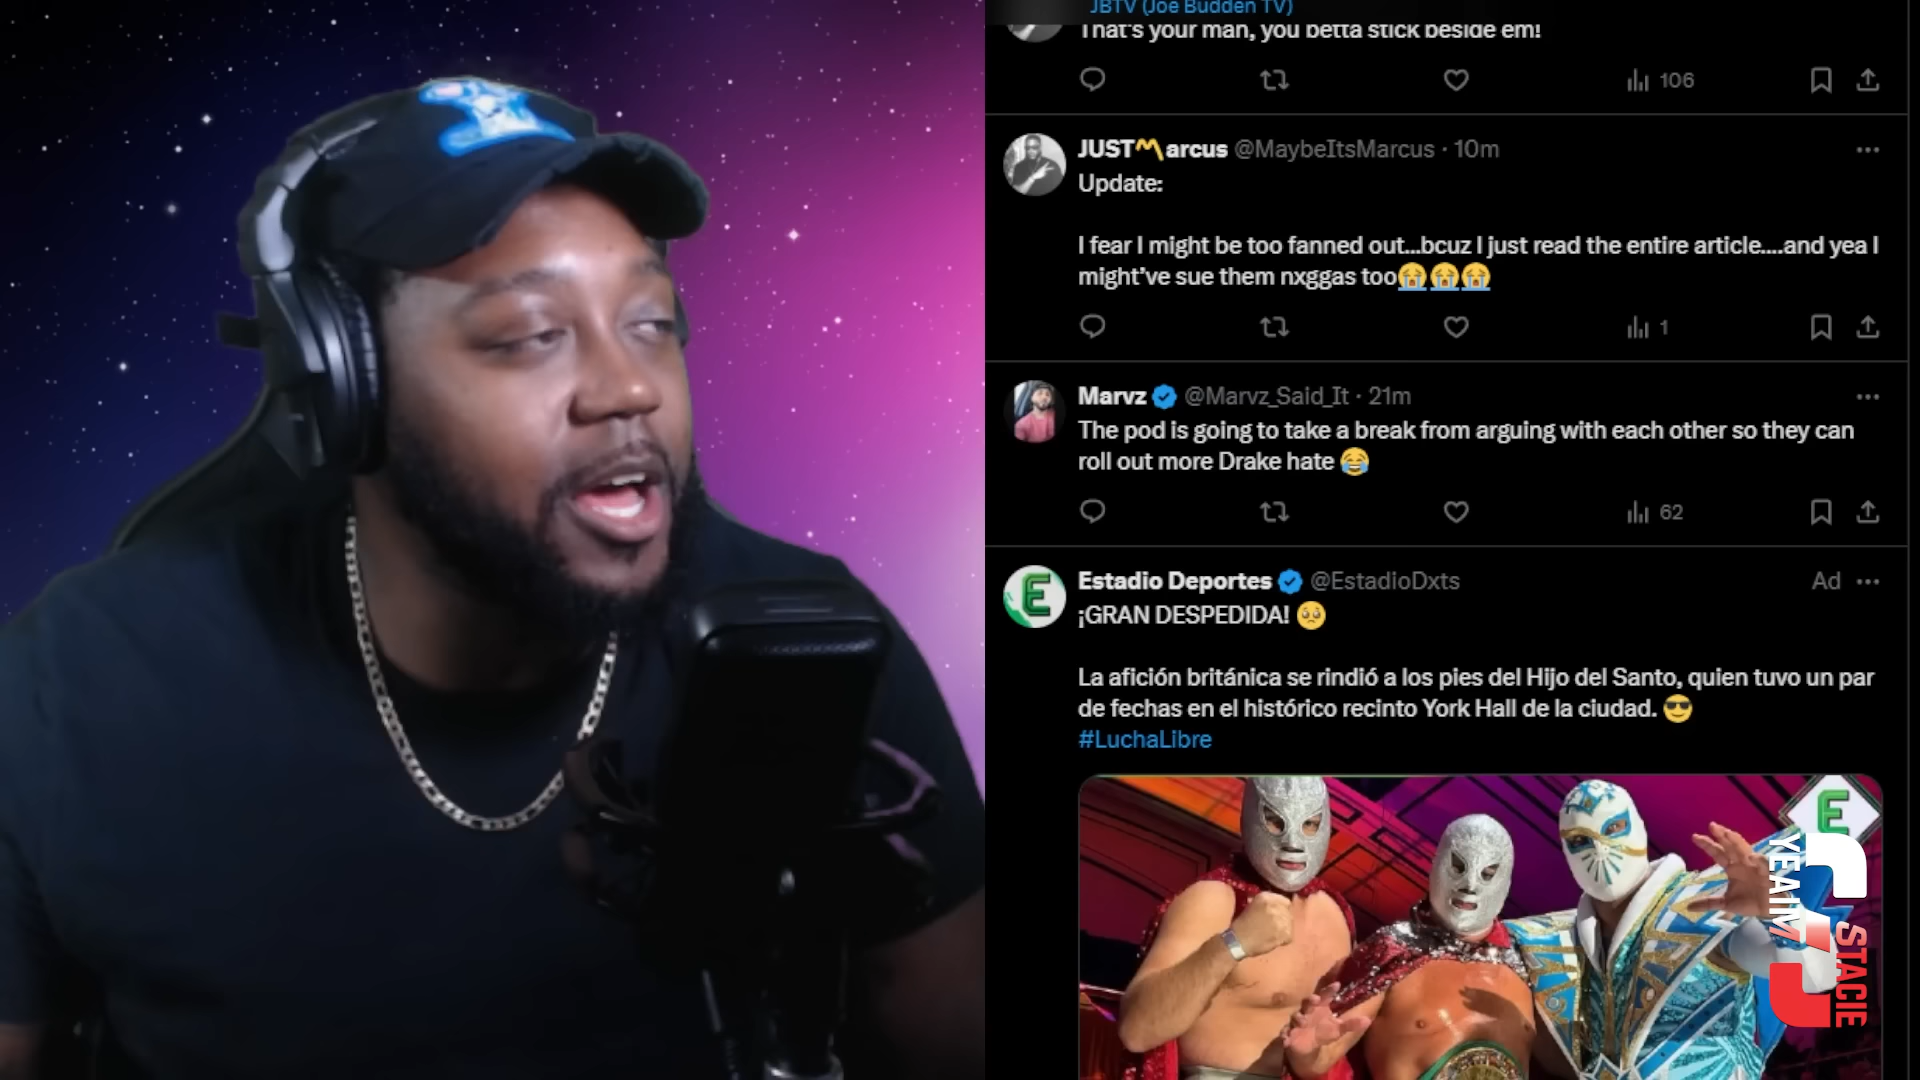 JBTV (Joe Budden TV)
That's your man, you betta stick beside em!
106
JUST〽️arcus @MaybeItsMarcus · 10m
Update:
I fear I might be too fanned out...bcuz I just read the entire article....and yea I
might've sue them nxggas too😭😭😭
1
Marvz @Marvz_Said_It · 21m
The pod is going to take a break from arguing with each other so they can
roll out more Drake hate 😂
62
Estadio Deportes @EstadioDxts Ad
¡GRAN DESPEDIDA! 🥺
La afición británica se rindió a los pies del Hijo del Santo, quien tuvo un par
de fechas en el histórico recinto York Hall de la ciudad. 😎
#LuchaLibre
E
YEAIM
STACIE